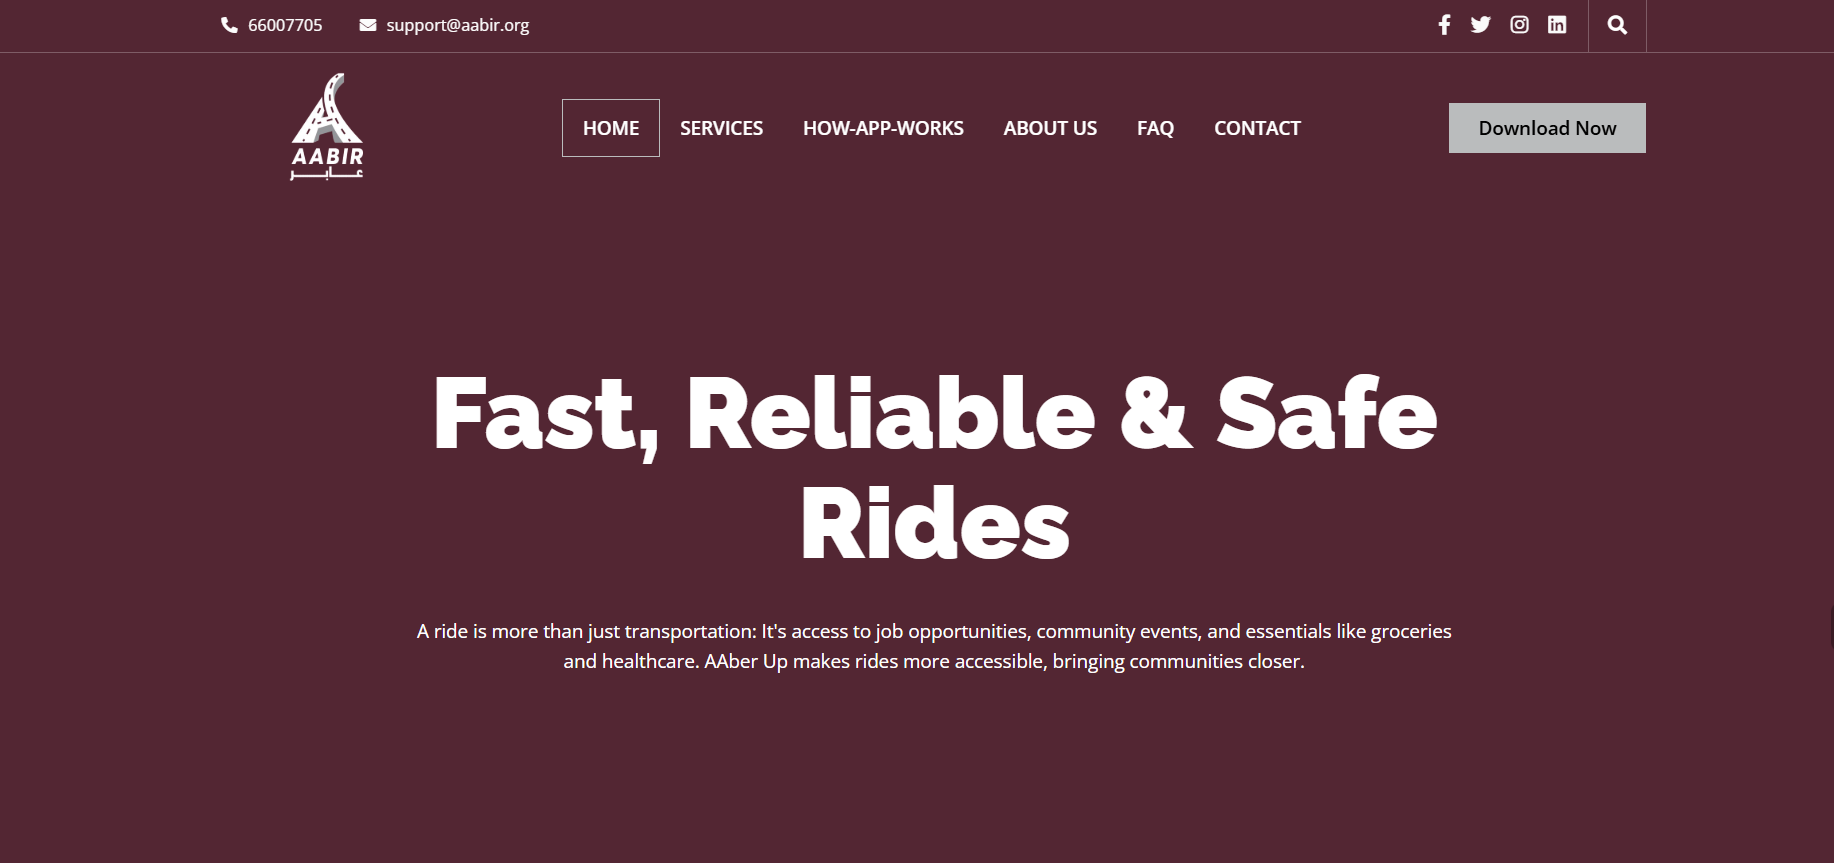 66007705 support@aabir.org
AABIR
عابر
HOME SERVICES HOW-APP-WORKS ABOUT US FAQ CONTACT
Download Now
Fast, Reliable & Safe
Rides
A ride is more than just transportation: It's access to job opportunities, community events, and essentials like groceries
and healthcare. AAber Up makes rides more accessible, bringing communities closer.